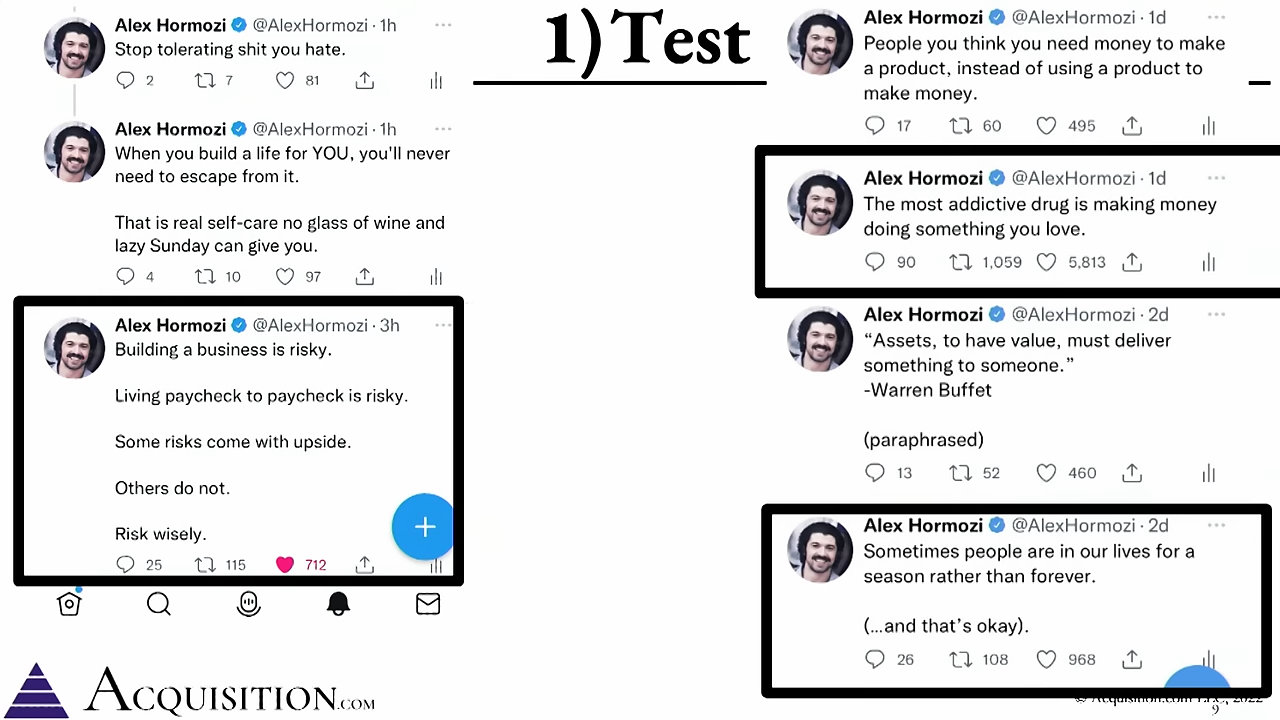 1) Test
Alex Hormozi @AlexHormozi · 1h
Stop tolerating shit you hate.
2 7 81
Alex Hormozi @AlexHormozi · 1h
When you build a life for YOU, you'll never
need to escape from it.
That is real self-care no glass of wine and
lazy Sunday can give you.
4 10 97
Alex Hormozi @AlexHormozi · 3h
Building a business is risky.
Living paycheck to paycheck is risky.
Some risks come with upside.
Others do not.
Risk wisely.
25 115 712
Alex Hormozi @AlexHormozi · 1d
People you think you need money to make
a product, instead of using a product to
make money.
17 60 495
Alex Hormozi @AlexHormozi · 1d
The most addictive drug is making money
doing something you love.
90 1,059 5,813
Alex Hormozi @AlexHormozi · 2d
“Assets, to have value, must deliver
something to someone.”
-Warren Buffet
(paraphrased)
13 52 460
Alex Hormozi @AlexHormozi · 2d
Sometimes people are in our lives for a
season rather than forever.
(...and that’s okay).
26 108 968
ACQUISITION.COM
© Acquisition.com LLC, 2022
9